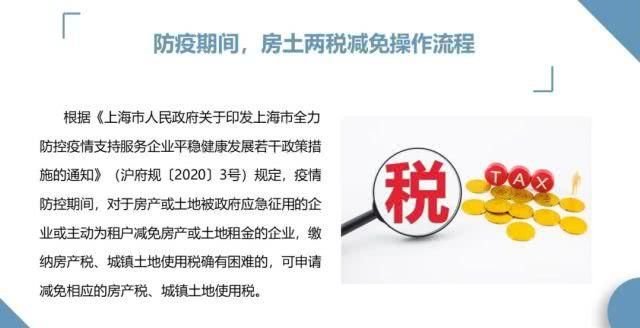 防疫期间，房土两税减免操作流程
根据《上海市人民政府关于印发上海市全力
防控疫情支持服务企业平稳健康发展若干政策措
施的通知》（沪府规〔2020〕3号）规定，疫情
防控期间，对于房产或土地被政府应急征用的企
业或主动为租户减免房产或土地租金的企业，缴
纳房产税、城镇土地使用税确有困难的，可申请
减免相应的房产税、城镇土地使用税。
税
TAX